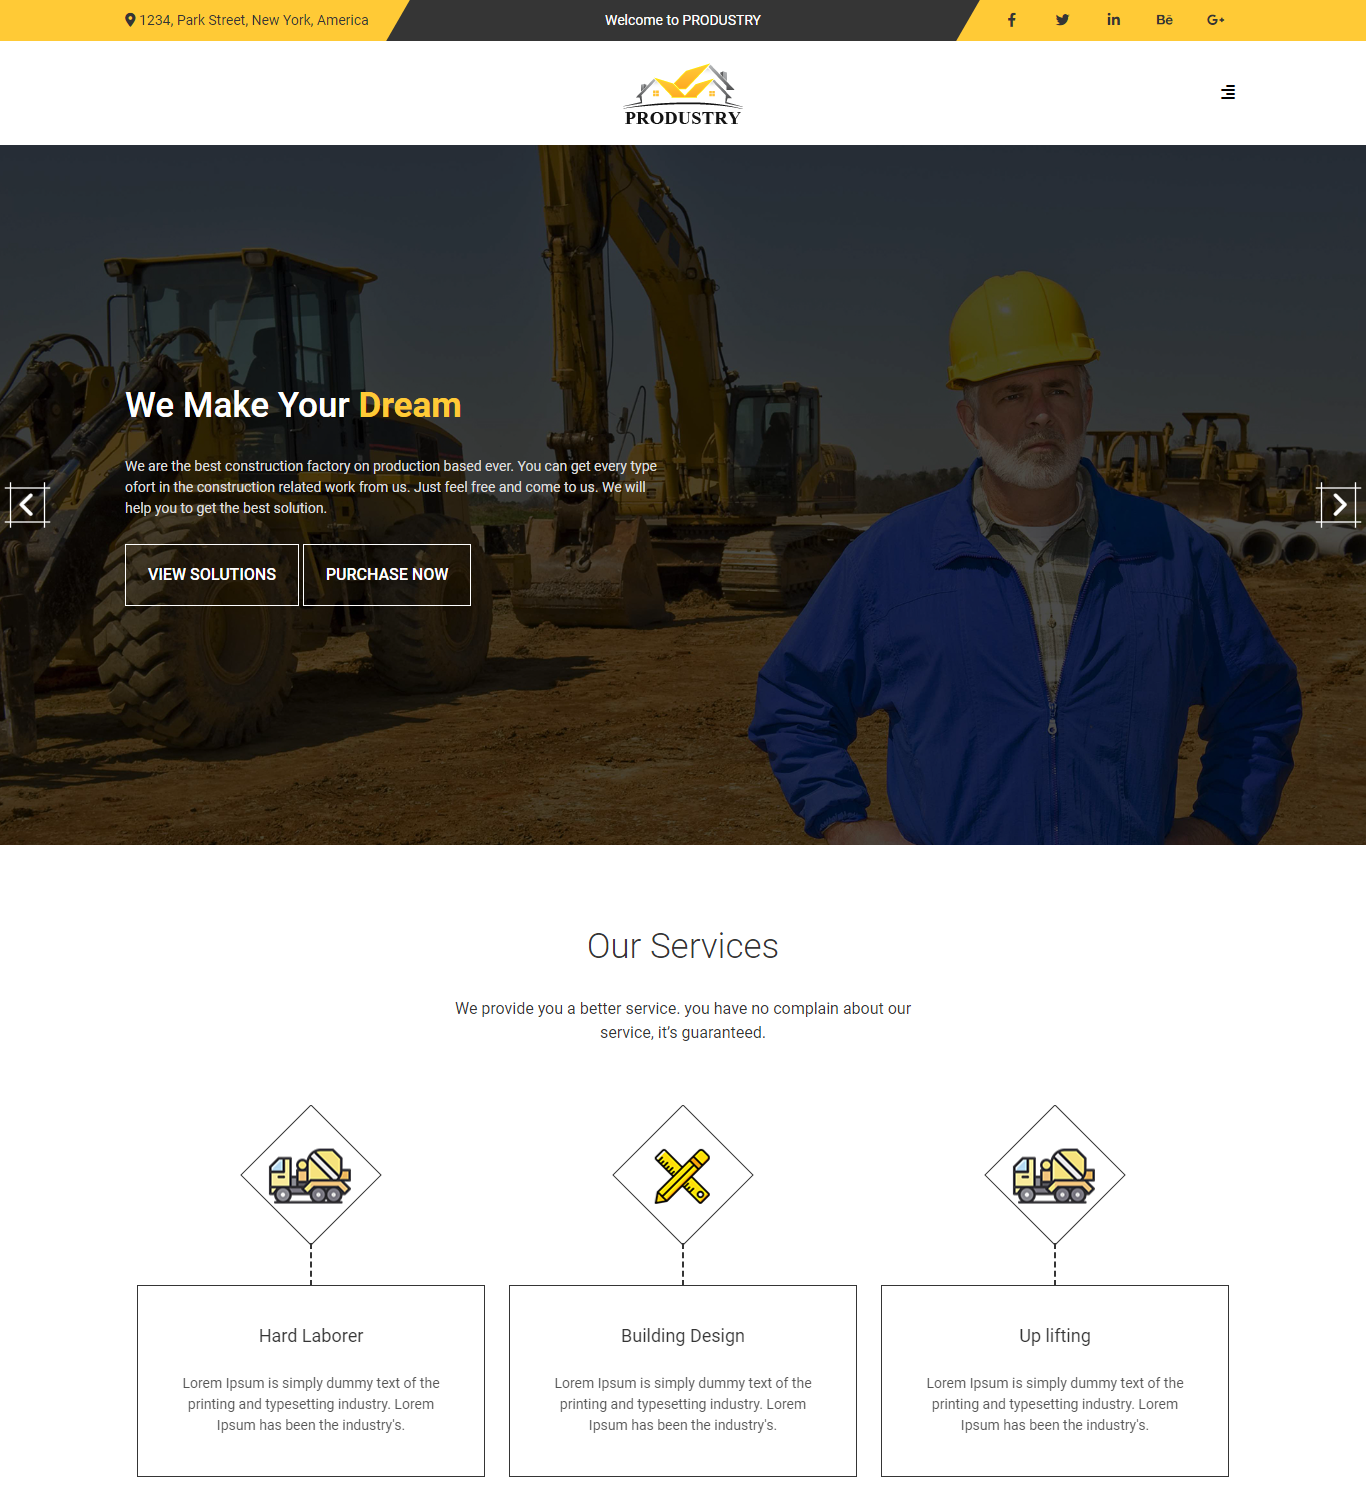 1234, Park Street, New York, America
Welcome to PRODUSTRY
Bē
G+
PRODUSTRY
We Make Your Dream
We are the best construction factory on production based ever. You can get every type
ofort in the construction related work from us. Just feel free and come to us. We will
help you to get the best solution.
VIEW SOLUTIONS
PURCHASE NOW
Our Services
We provide you a better service. you have no complain about our
service, it’s guaranteed.
Hard Laborer
Lorem Ipsum is simply dummy text of the
printing and typesetting industry. Lorem
Ipsum has been the industry's.
Building Design
Lorem Ipsum is simply dummy text of the
printing and typesetting industry. Lorem
Ipsum has been the industry's.
Up lifting
Lorem Ipsum is simply dummy text of the
printing and typesetting industry. Lorem
Ipsum has been the industry's.